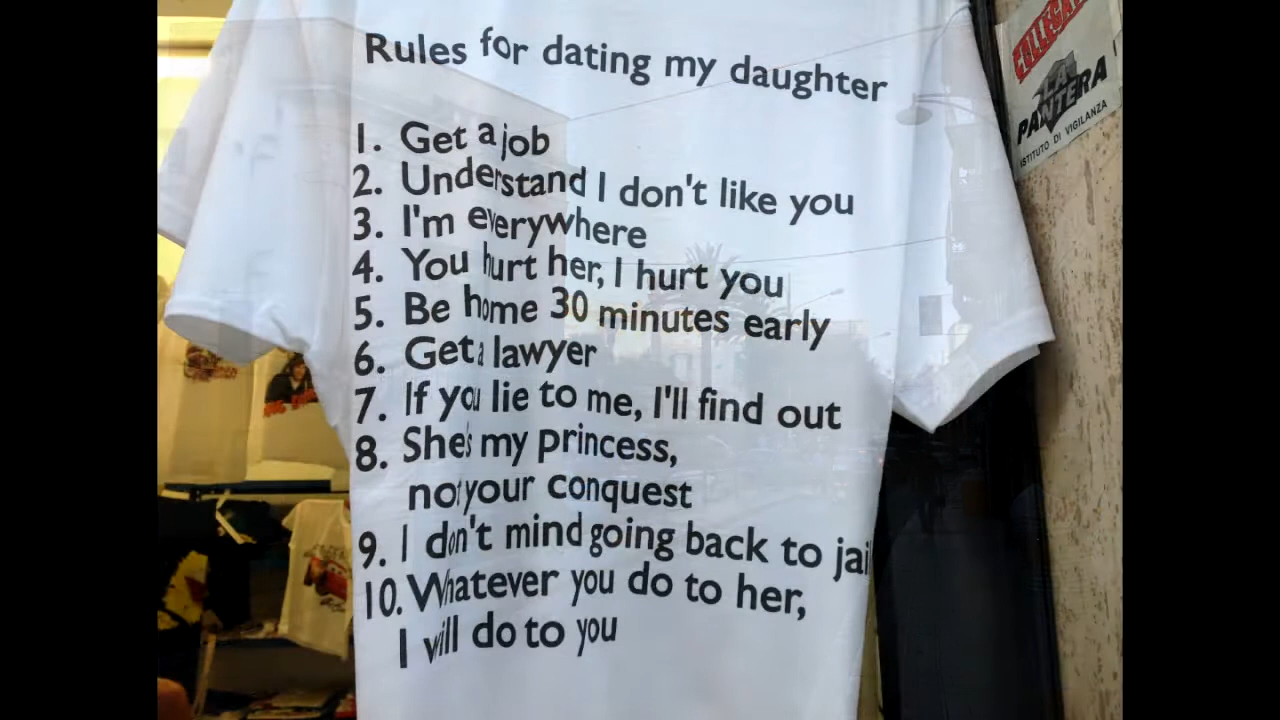 Rules for dating my daughter
1. Get a job
2. Understand I don't like you
3. I'm everywhere
4. You hurt her, I hurt you
5. Be home 30 minutes early
6. Get a lawyer
7. If you lie to me, I'll find out
8. She's my princess,
not your conquest
9. I don't mind going back to jail
10. Whatever you do to her,
I will do to you
LA
PANTERA
ISTITUTO DI VIGILANZA